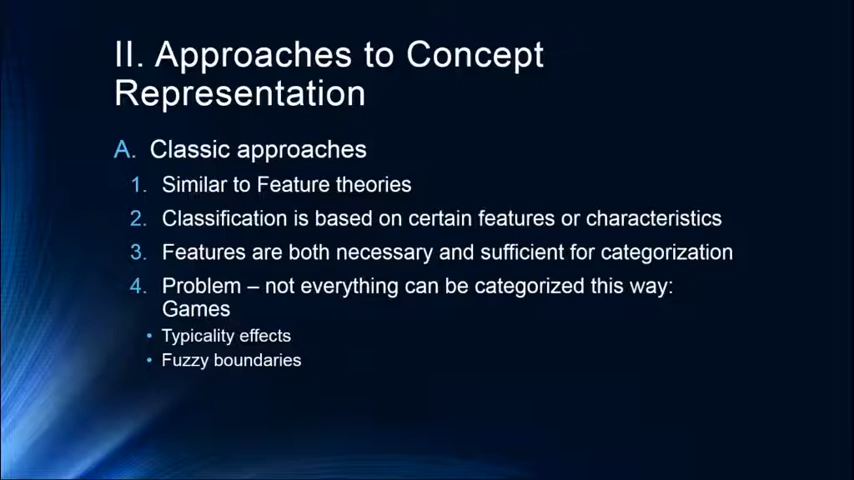 II. Approaches to Concept
Representation
A. Classic approaches
1. Similar to Feature theories
2. Classification is based on certain features or characteristics
3. Features are both necessary and sufficient for categorization
4. Problem – not everything can be categorized this way:
Games
• Typicality effects
• Fuzzy boundaries